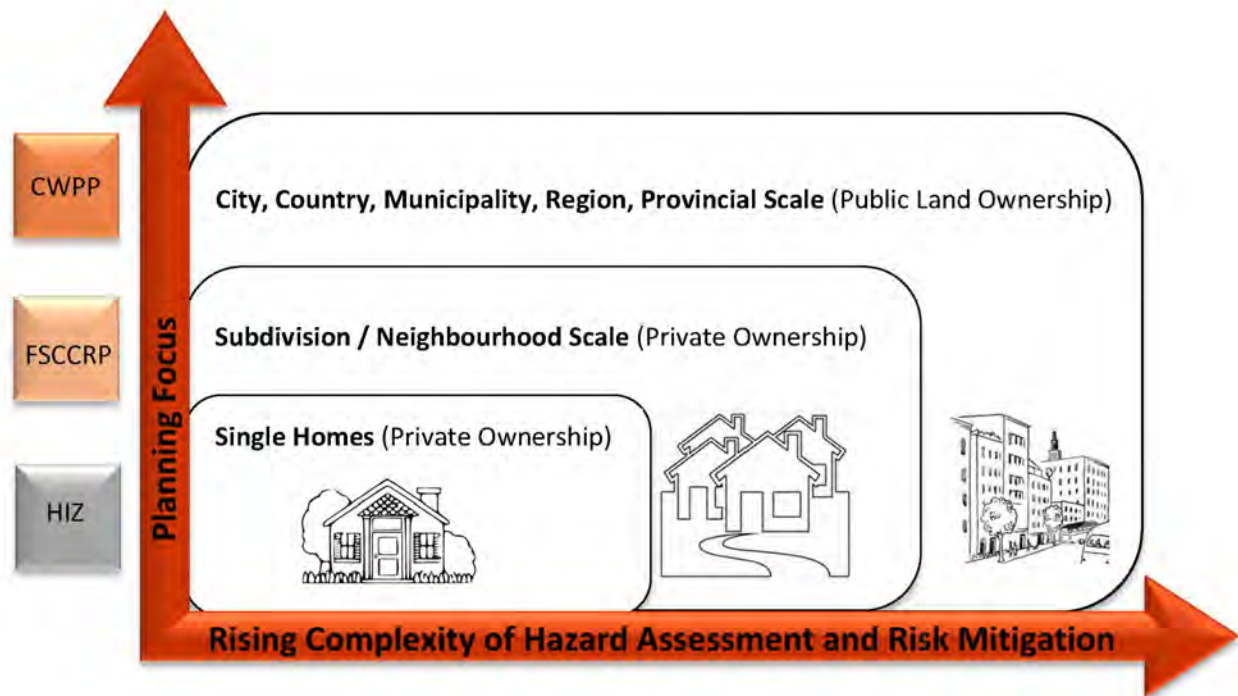 CWPP
City, Country, Municipality, Region, Provincial Scale (Public Land Ownership)
FSCCRP
Subdivision / Neighbourhood Scale (Private Ownership)
HIZ
Single Homes (Private Ownership)
Planning Focus
Rising Complexity of Hazard Assessment and Risk Mitigation